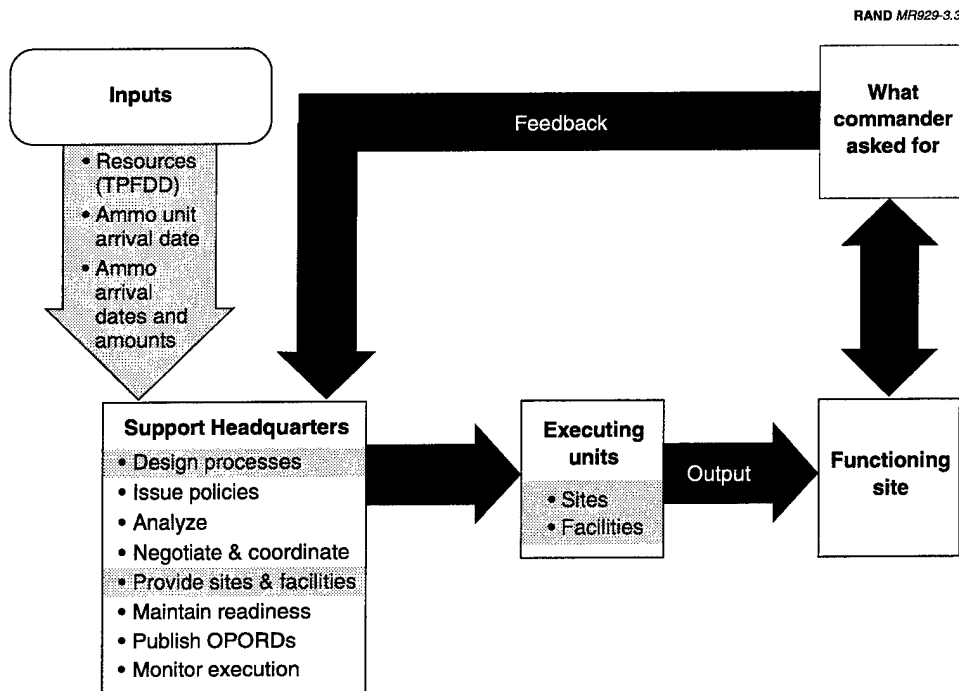 RAND MR929-3.3
Inputs
• Resources
(TPFDD)
• Ammo unit
arrival date
• Ammo
arrival
dates and
amounts
Feedback
What
commander
asked for
Support Headquarters
• Design processes
• Issue policies
• Analyze
• Negotiate & coordinate
• Provide sites & facilities
• Maintain readiness
• Publish OPORDs
• Monitor execution
Executing
units
• Sites
• Facilities
Output
Functioning
site